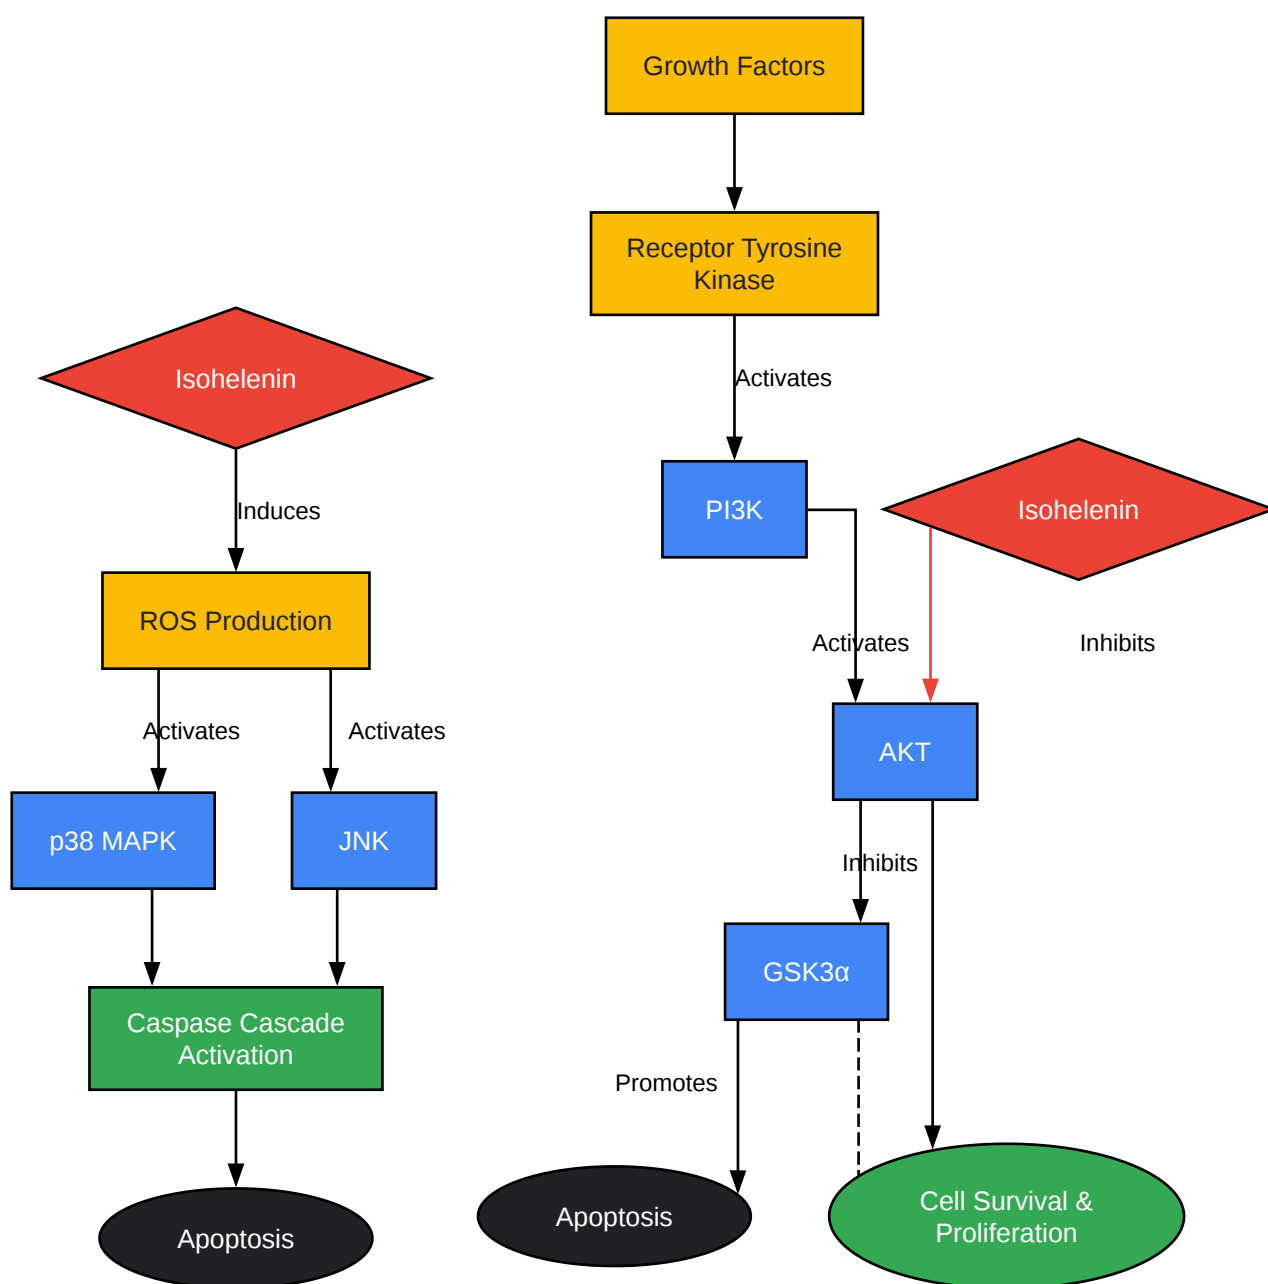 Growth Factors
Receptor Tyrosine
Kinase
Isohelenin
Activates
Induces
PI3K
Isohelenin
ROS Production
Activates
Inhibits
Activates
Activates
AKT
p38 MAPK
JNK
Inhibits
GSK3α
Caspase Cascade
Activation
Promotes
Apoptosis
Apoptosis
Cell Survival &
Proliferation